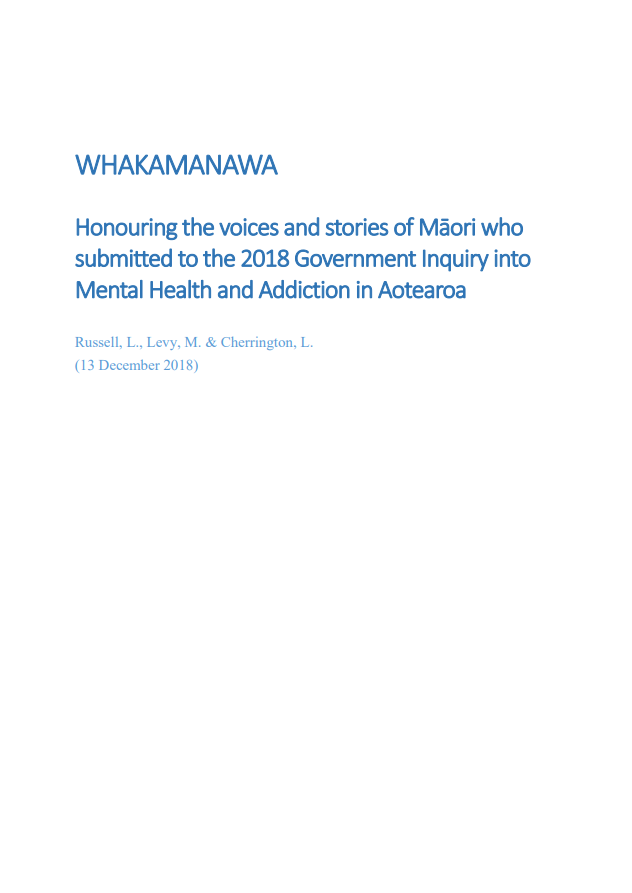 WHAKAMANAWA
Honouring the voices and stories of Māori who
submitted to the 2018 Government Inquiry into
Mental Health and Addiction in Aotearoa
Russell, L., Levy, M. & Cherrington, L.
(13 December 2018)